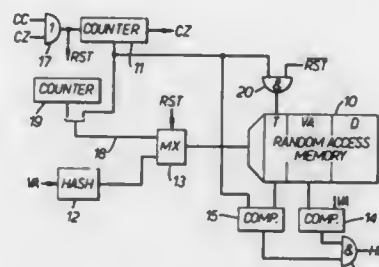 CC
CZ
1
17
RST
COUNTER
11
CZ
COUNTER
19
RST
&
20
10
T VA D
RANDOM ACCESS
MEMORY
RST
18
MX
13
VA
HASH
12
15
COMP.
COMP.
VA
14
&